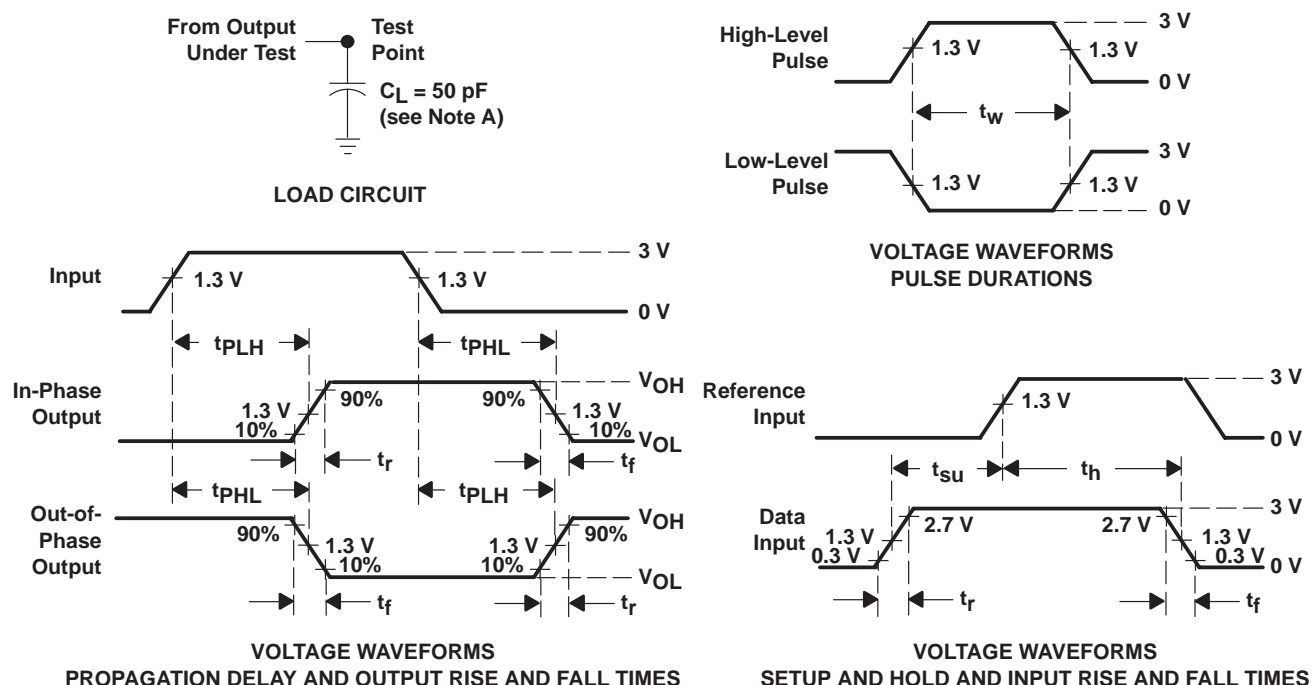 From Output
Under Test
Test
Point
CL = 50 pF
(see Note A)
LOAD CIRCUIT
High-Level
Pulse
1.3 V
1.3 V
3 V
0 V
tw
Low-Level
Pulse
1.3 V
1.3 V
3 V
0 V
VOLTAGE WAVEFORMS
PULSE DURATIONS
Input
1.3 V
1.3 V
3 V
0 V
tPLH
tPHL
In-Phase
Output
1.3 V
10%
90%
90%
1.3 V
10%
VOH
VOL
tr
tf
tPHL
tPLH
Out-of-
Phase
Output
90%
1.3 V
10%
1.3 V
10%
90%
VOH
VOL
tf
tr
VOLTAGE WAVEFORMS
PROPAGATION DELAY AND OUTPUT RISE AND FALL TIMES
Reference
Input
1.3 V
3 V
0 V
tsu
th
Data
Input
1.3 V
0.3 V
2.7 V
2.7 V
1.3 V
0.3 V
3 V
0 V
tr
tf
VOLTAGE WAVEFORMS
SETUP AND HOLD AND INPUT RISE AND FALL TIMES